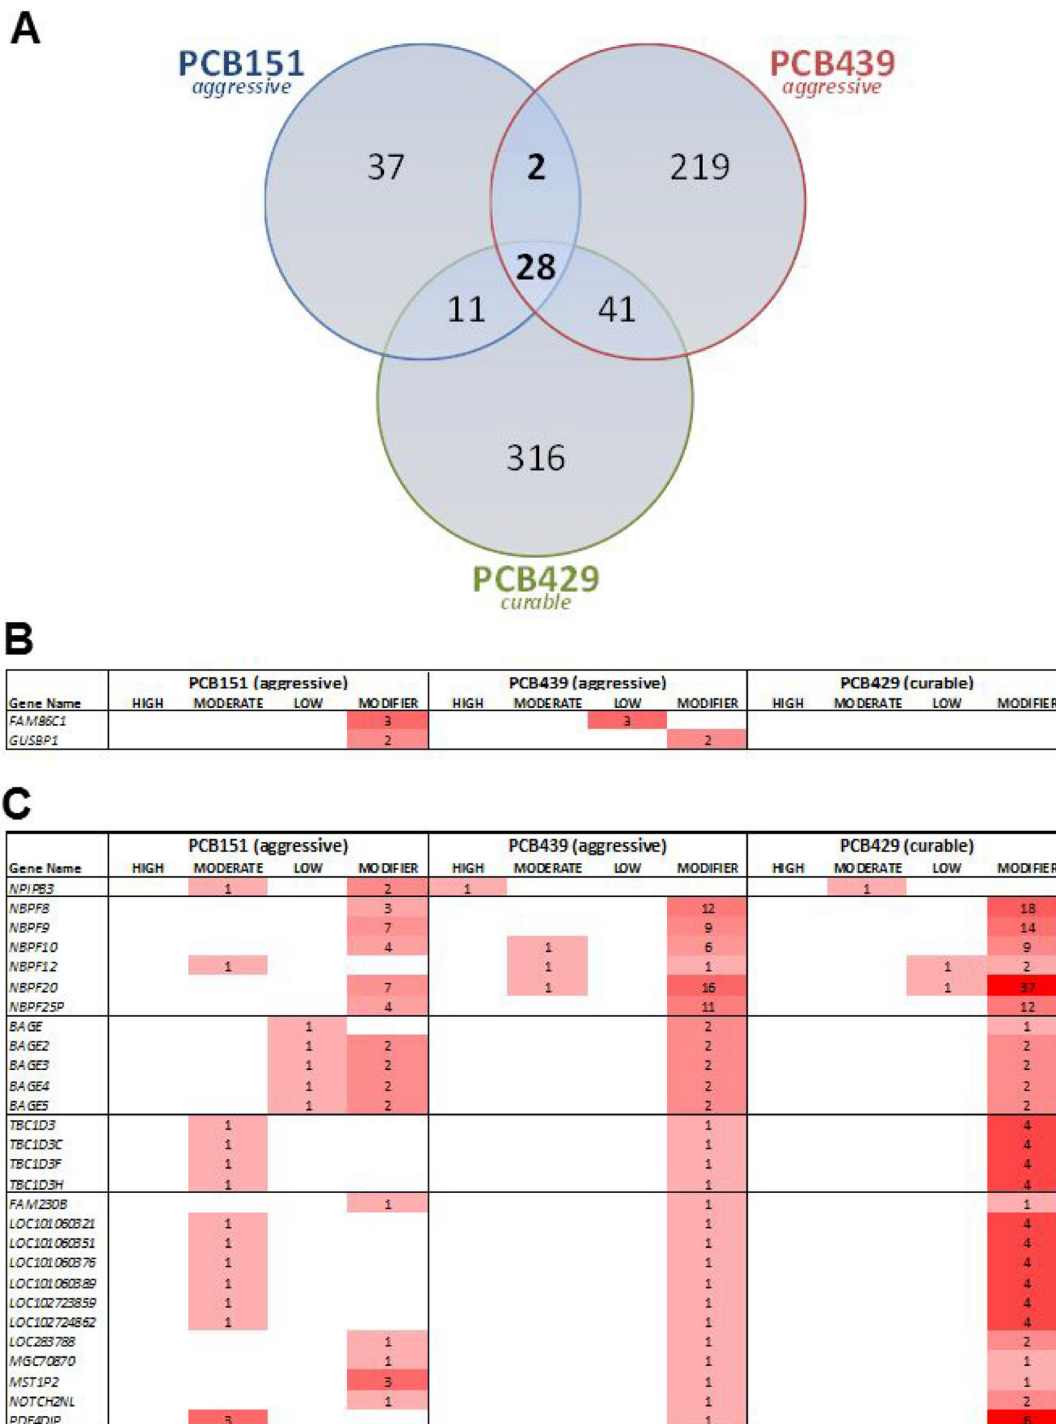 A
PCB151
aggressive
PCB439
aggressive
37
2
219
28
11
41
316
PCB429
curable
B
PCB151 (aggressive) PCB439 (aggressive) PCB429 (curable)
Gene Name HIGH MODERATE LOW MODIFIER HIGH MODERATE LOW MODIFIER HIGH MODERATE LOW MODIFIER
FAM86C1 3 3
GUSBP1 2 2
C
PCB151 (aggressive) PCB439 (aggressive) PCB429 (curable)
Gene Name HIGH MODERATE LOW MODIFIER HIGH MODERATE LOW MODIFIER HIGH MODERATE LOW MODIFIER
NPIPB3 1 2 1 1
NBPF8 3 12 18
NBPF9 7 9 14
NBPF10 4 1 6 9
NBPF12 1 1 1 1 2
NBPF20 7 1 16 1 37
NBPF25P 4 11 12
BAGE 1 2 1
BAGE2 1 2 2 2
BAGE3 1 2 2 2
BAGE4 1 2 2 2
BAGE5 1 2 2 2
TBC1D3 1 1 4
TBC1D3C 1 1 4
TBC1D3F 1 1 4
TBC1D3H 1 1 4
FAM230B 1 1 1
LOC101060321 1 1 4
LOC101060351 1 1 4
LOC101060376 1 1 4
LOC101060389 1 1 4
LOC102723859 1 1 4
LOC102724862 1 1 4
LOC283788 1 1 2
MGC70870 1 1 1
MST1P2 3 1 1
NOTCH2NL 1 1 2
PDE4DIP 3 1 6